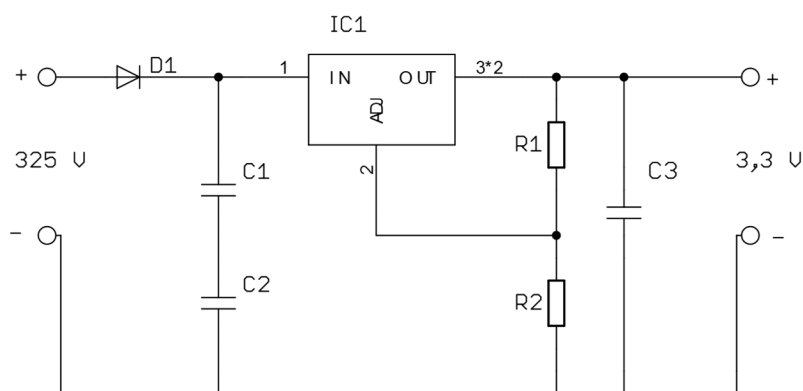 IC1
+ D1 1 IN OUT 3*2 +
ADJ
R1
325 V C1 2 C3 3,3 V
- -
C2
R2